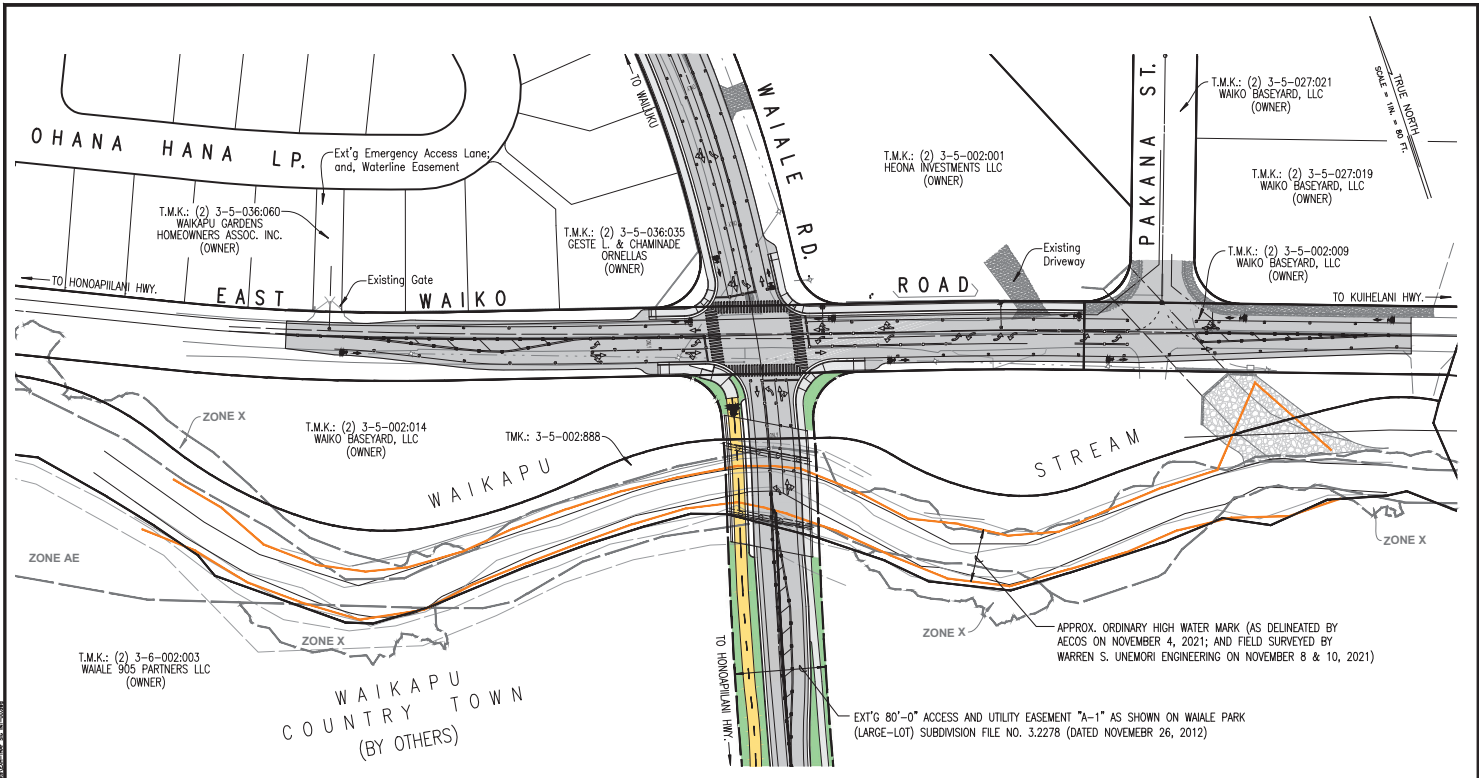 OHANA HANA LP.
Ext'g Emergency Access Lane;
and, Waterline Easement
T.M.K.: (2) 3-5-036:060
WAIKAPU GARDENS
HOMEOWNERS ASSOC. INC.
(OWNER)
T.M.K.: (2) 3-5-036:035
GESTE L. & CHAMINADE
ORNELLAS
(OWNER)
TO WAILUKU
WAIALE RD.
T.M.K.: (2) 3-5-002:001
HEONA INVESTMENTS LLC
(OWNER)
PAKANA ST.
T.M.K.: (2) 3-5-027:021
WAIKO BASEYARD, LLC
(OWNER)
TRUE NORTH
SCALE = 1IN. = 80 FT.
T.M.K.: (2) 3-5-027:019
WAIKO BASEYARD, LLC
(OWNER)
T.M.K.: (2) 3-5-002:009
WAIKO BASEYARD, LLC
(OWNER)
Existing
Driveway
TO HONOAPIILANI HWY.
Existing Gate
EAST WAIKO ROAD
TO KUIHELANI HWY.
ZONE X
T.M.K.: (2) 3-5-002:014
WAIKO BASEYARD, LLC
(OWNER)
TMK.: 3-5-002:888
WAIKAPU STREAM
ZONE AE
ZONE X
ZONE X
ZONE X
T.M.K.: (2) 3-6-002:003
WAIALE 905 PARTNERS LLC
(OWNER)
WAIKAPU
COUNTRY TOWN
(BY OTHERS)
TO HONOAPIILANI HWY.
APPROX. ORDINARY HIGH WATER MARK (AS DELINEATED BY
AECOS ON NOVEMBER 4, 2021; AND FIELD SURVEYED BY
WARREN S. UNEMORI ENGINEERING ON NOVEMBER 8 & 10, 2021)
EXT'G 80'-0" ACCESS AND UTILITY EASEMENT "A-1" AS SHOWN ON WAIALE PARK
(LARGE-LOT) SUBDIVISION FILE NO. 3.2278 (DATED NOVEMEBR 26, 2012)